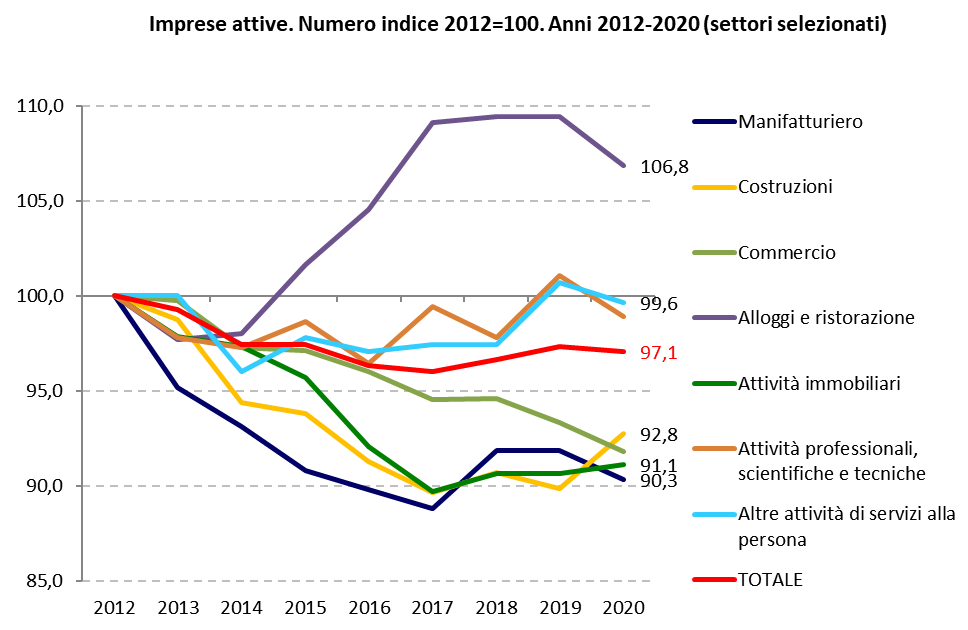 Imprese attive. Numero indice 2012=100. Anni 2012-2020 (settori selezionati)
110,0
105,0
100,0
95,0
90,0
85,0
2012 2013 2014 2015 2016 2017 2018 2019 2020
106,8
99,6
97,1
92,8
91,1
90,3
Manifatturiero
Costruzioni
Commercio
Alloggi e ristorazione
Attività immobiliari
Attività professionali,
scientifiche e tecniche
Altre attività di servizi alla
persona
TOTALE